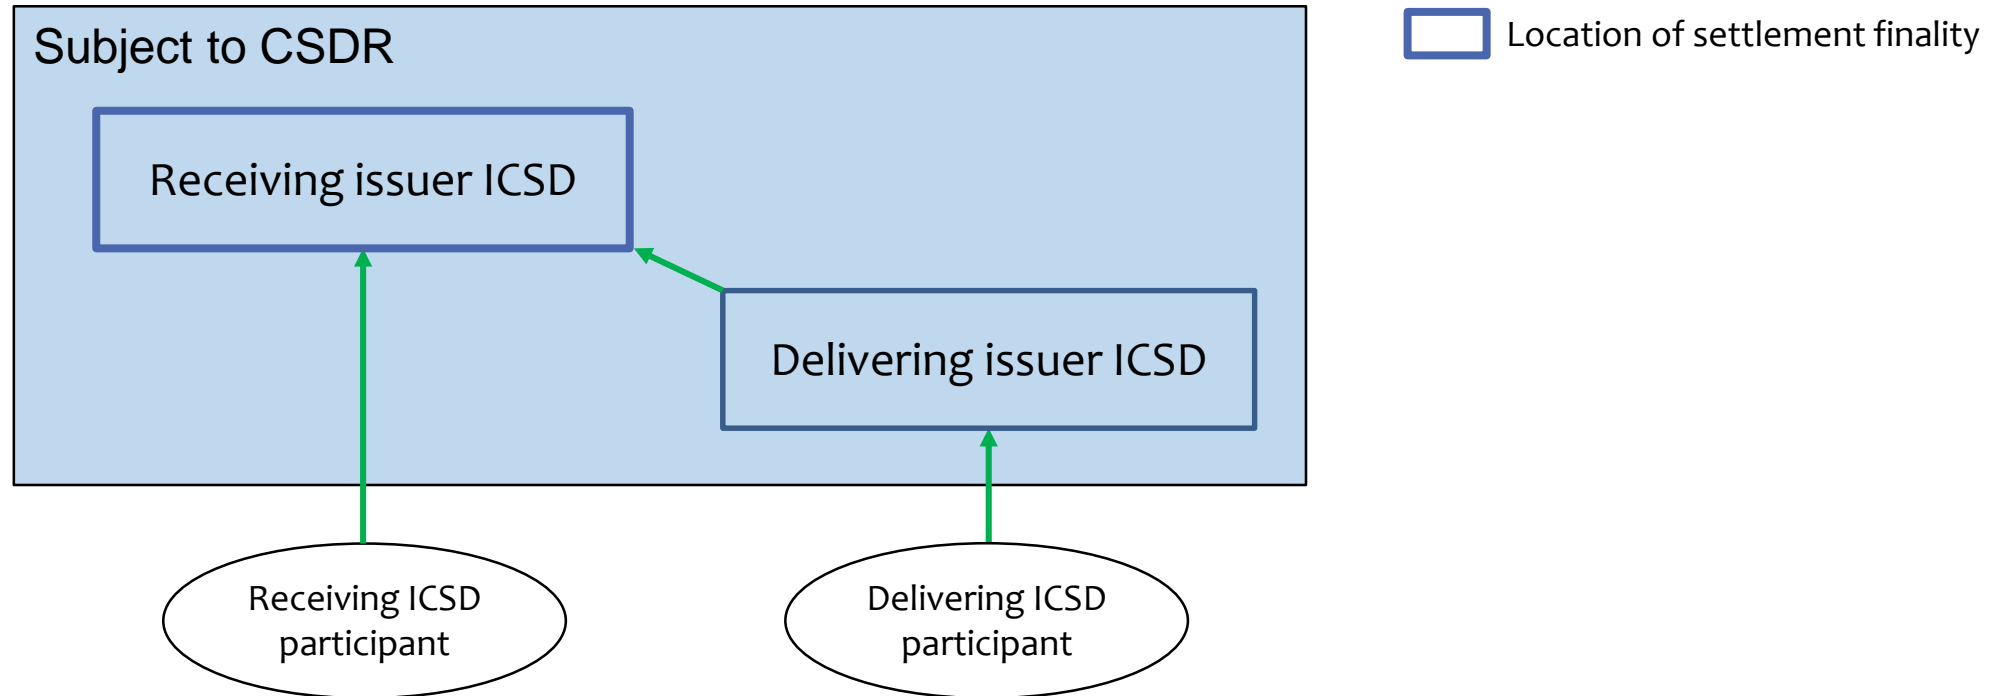 Subject to CSDR
Location of settlement finality
Receiving issuer ICSD
Delivering issuer ICSD
Receiving ICSD
participant
Delivering ICSD
participant